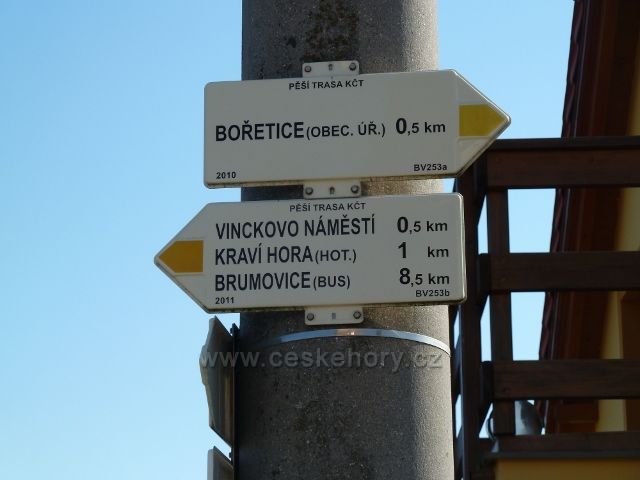 PĚŠÍ TRASA KČT
BOŘETICE (OBEC. ÚŘ.) 0,5 km
2010 BV253a
PĚŠÍ TRASA KČT
VINCKOVO NÁMĚSTÍ 0,5 km
KRAVÍ HORA (HOT.) 1 km
BRUMOVICE (BUS) 8,5 km
2011 BV253b
www.ceskehory.cz